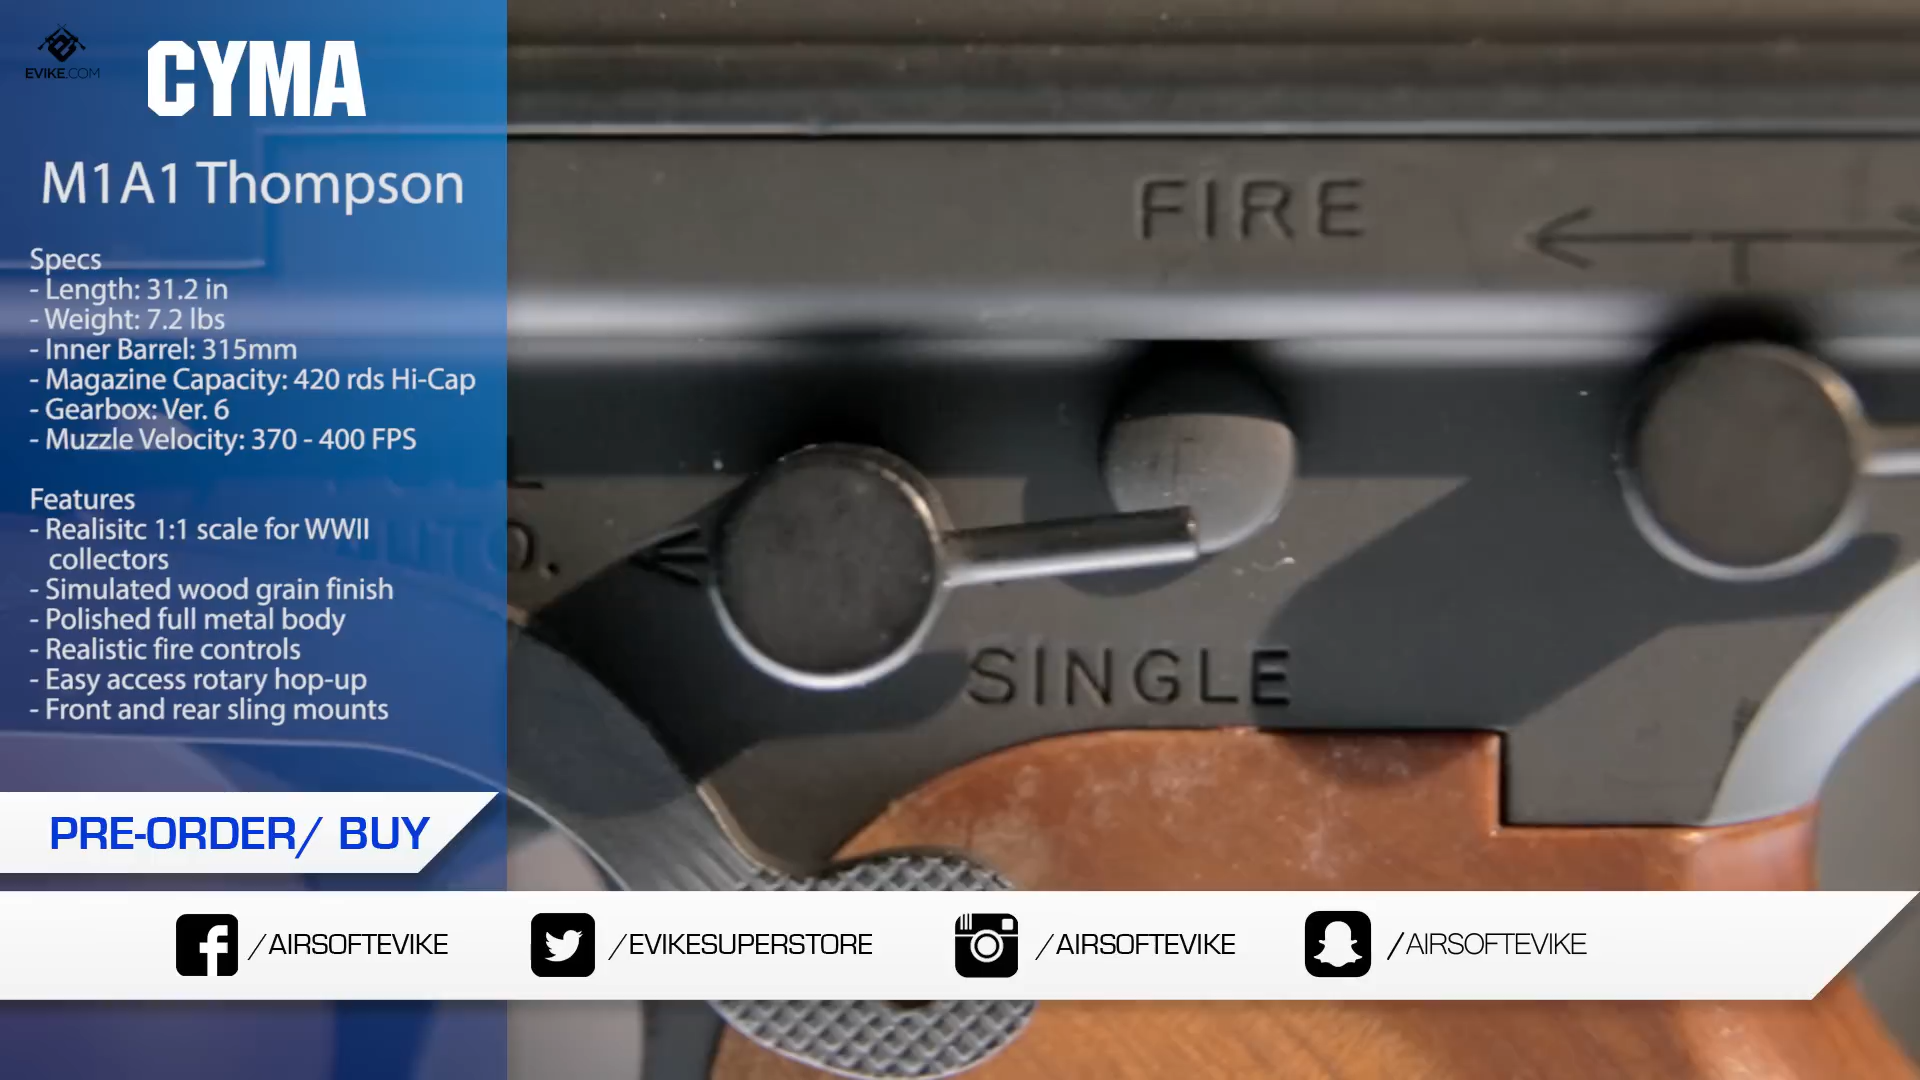 EVIKE.COM
CYMA
M1A1 Thompson
Specs
- Length: 31.2 in
- Weight: 7.2 lbs
- Inner Barrel: 315mm
- Magazine Capacity: 420 rds Hi-Cap
- Gearbox: Ver. 6
- Muzzle Velocity: 370 - 400 FPS
Features
- Realisitc 1:1 scale for WWII
collectors
- Simulated wood grain finish
- Polished full metal body
- Realistic fire controls
- Easy access rotary hop-up
- Front and rear sling mounts
PRE-ORDER/ BUY
FIRE
AUTO.
SINGLE
/AIRSOFTEVIKE
/EVIKESUPERSTORE
/AIRSOFTEVIKE
/AIRSOFTEVIKE